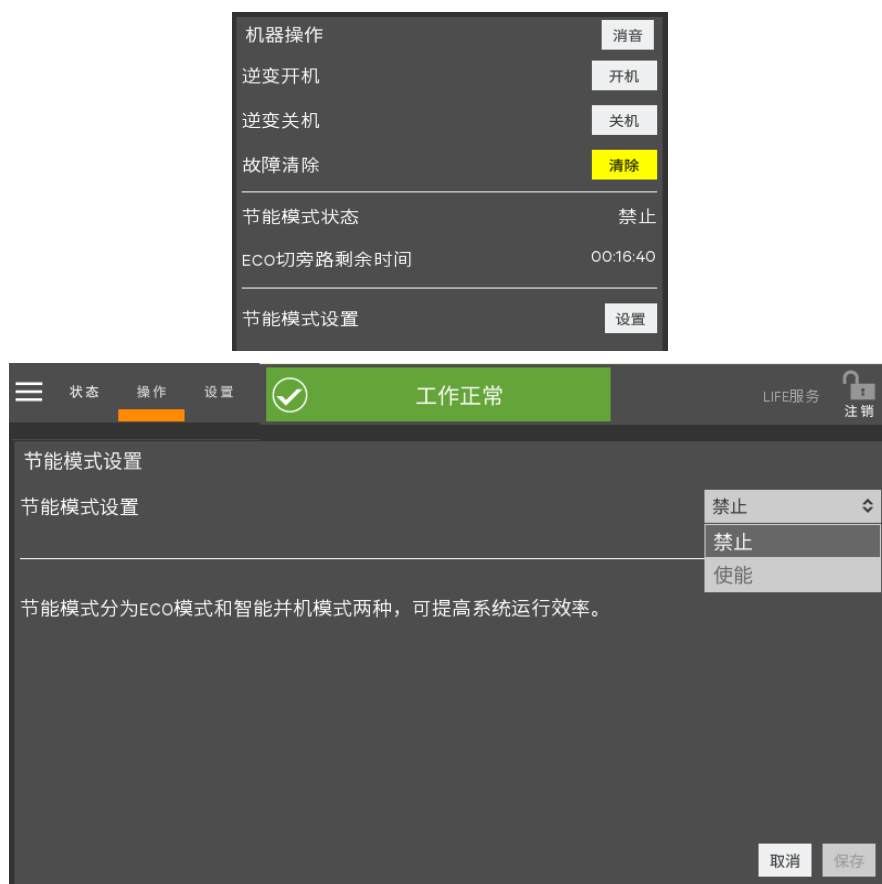 机器操作 消音
逆变开机 开机
逆变关机 关机
故障清除 清除
节能模式状态 禁止
ECO切旁路剩余时间 00:16:40
节能模式设置 设置
状态 操作 设置 工作正常 LIFE服务 注销
节能模式设置
节能模式设置 禁止
禁止
使能
节能模式分为ECO模式和智能并机模式两种，可提高系统运行效率。
取消 保存